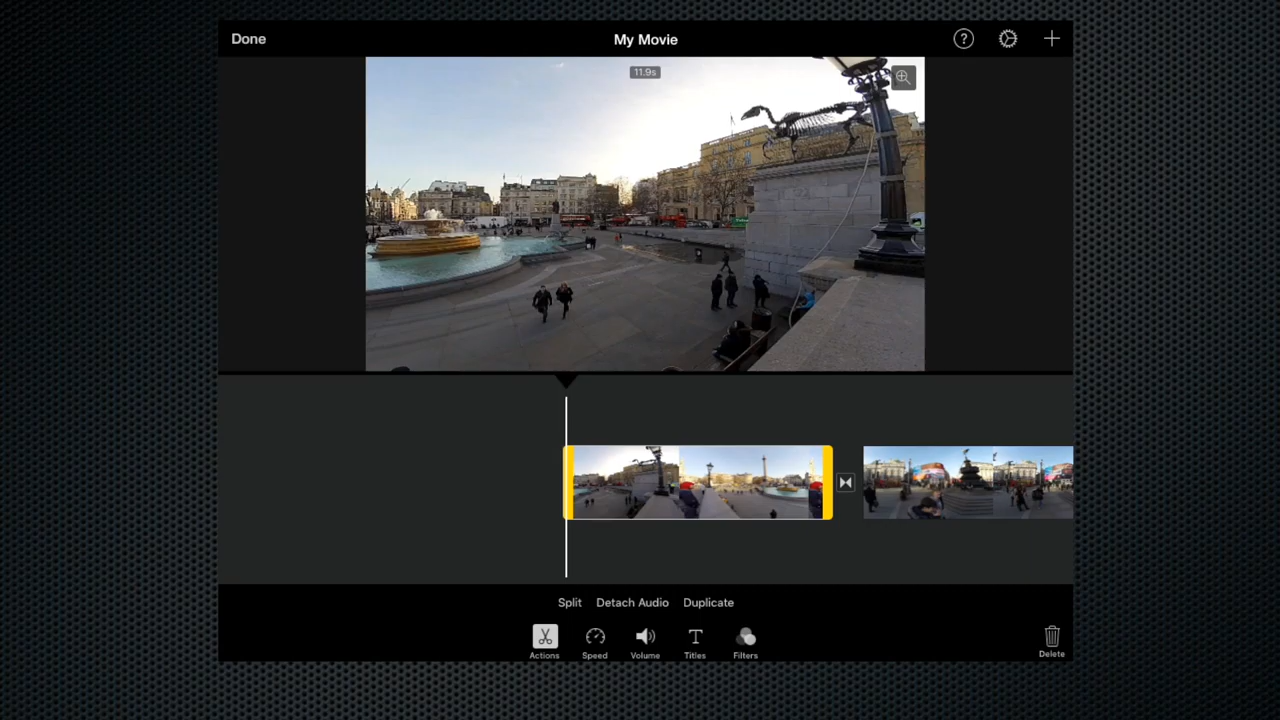 Done
My Movie
?
11.9s
Split Detach Audio Duplicate
T
Actions Speed Volume Titles Filters Delete